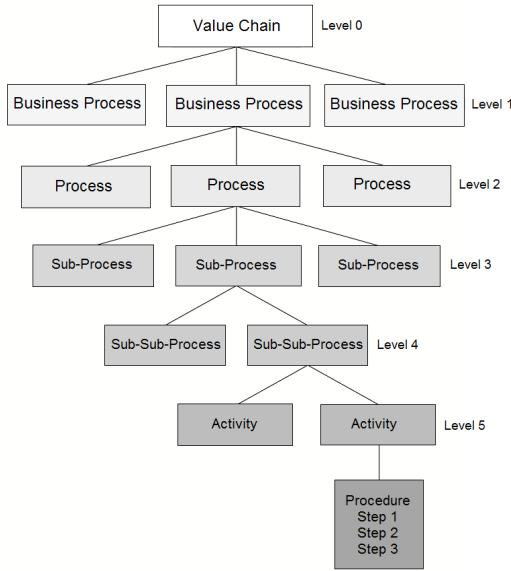 Value Chain
Level 0
Business Process
Business Process
Business Process
Level 1
Process
Process
Process
Level 2
Sub-Process
Sub-Process
Sub-Process
Level 3
Sub-Sub-Process
Sub-Sub-Process
Level 4
Activity
Activity
Level 5
Procedure
Step 1
Step 2
Step 3